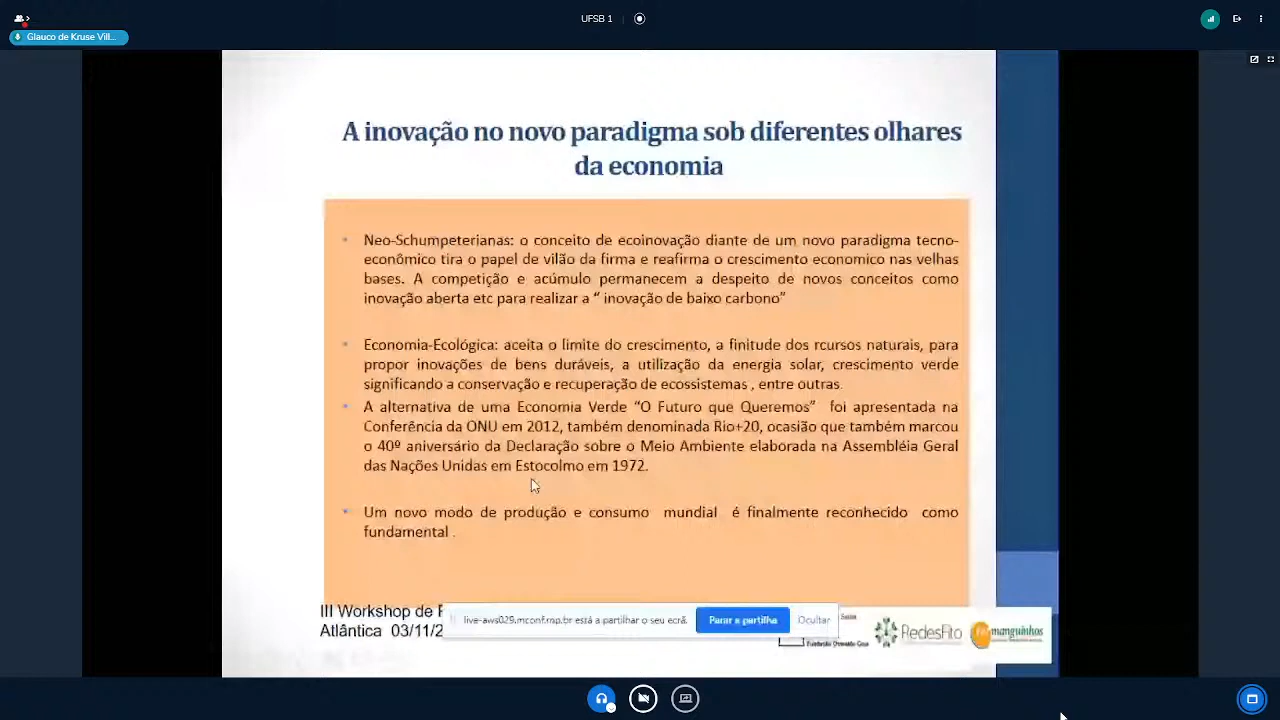 UFSB 1
Glauco de Kruse Vill...
A inovação no novo paradigma sob diferentes olhares
da economia
Neo-Schumpeterianas: o conceito de ecoinovação diante de um novo paradigma tecno-
econômico tira o papel de vilão da firma e reafirma o crescimento economico nas velhas
bases. A competição e acúmulo permanecem a despeito de novos conceitos como
inovação aberta etc para realizar a “ inovação de baixo carbono”
Economia-Ecológica: aceita o limite do crescimento, a finitude dos rcursos naturais, para
propor inovações de bens duráveis, a utilização da energia solar, crescimento verde
significando a conservação e recuperação de ecossistemas , entre outras.
A alternativa de uma Economia Verde “O Futuro que Queremos” foi apresentada na
Conferência da ONU em 2012, também denominada Rio+20, ocasião que também marcou
o 40º aniversário da Declaração sobre o Meio Ambiente elaborada na Assembléia Geral
das Nações Unidas em Estocolmo em 1972.
Um novo modo de produção e consumo mundial é finalmente reconhecido como
fundamental .
III Workshop de
Atlântica 03/11/2
live-aws029.mconf.rnp.br está a partilhar o seu ecrã.
Parar a partilha
Ocultar
Fundação Oswaldo Cruz
RedesFito
manguinhos